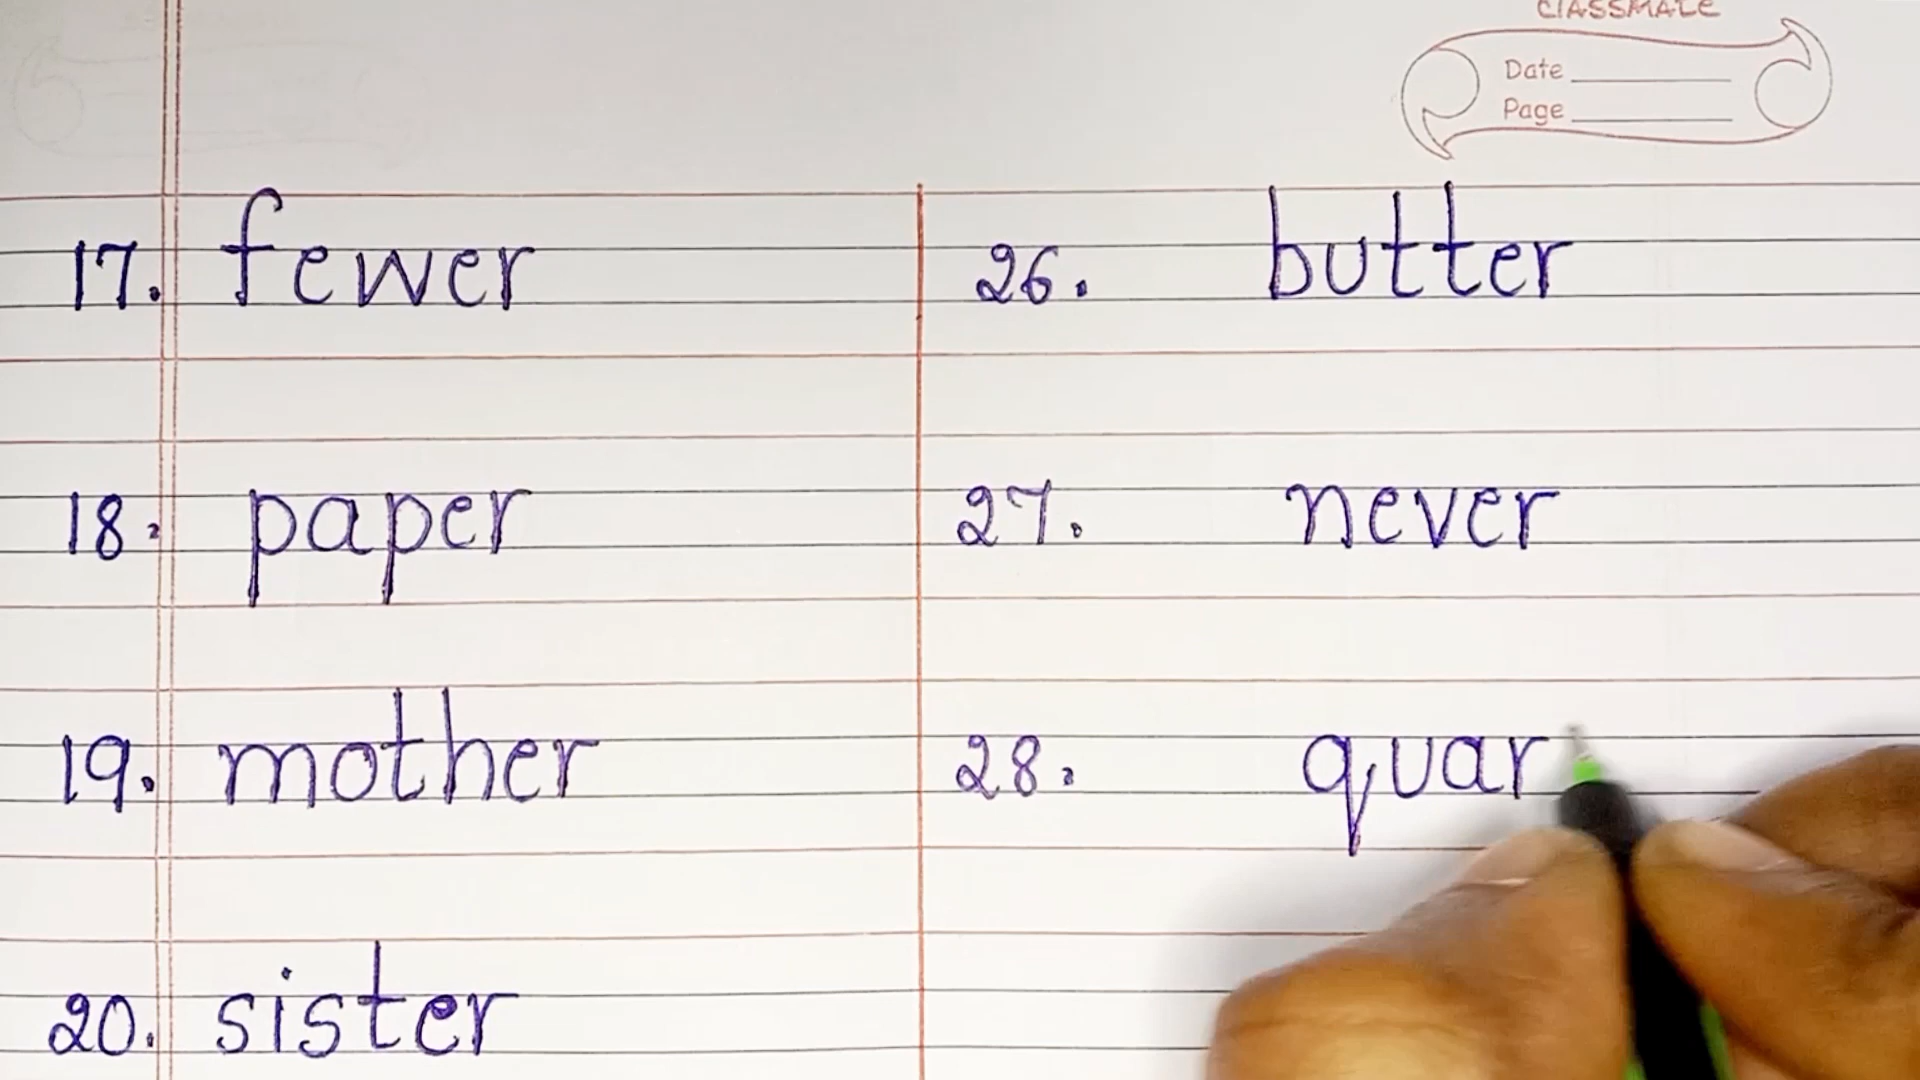 CLASSMATE
Date
Page
17. fewer
18. paper
19. mother
20. sister
26. butter
27. never
28. quar